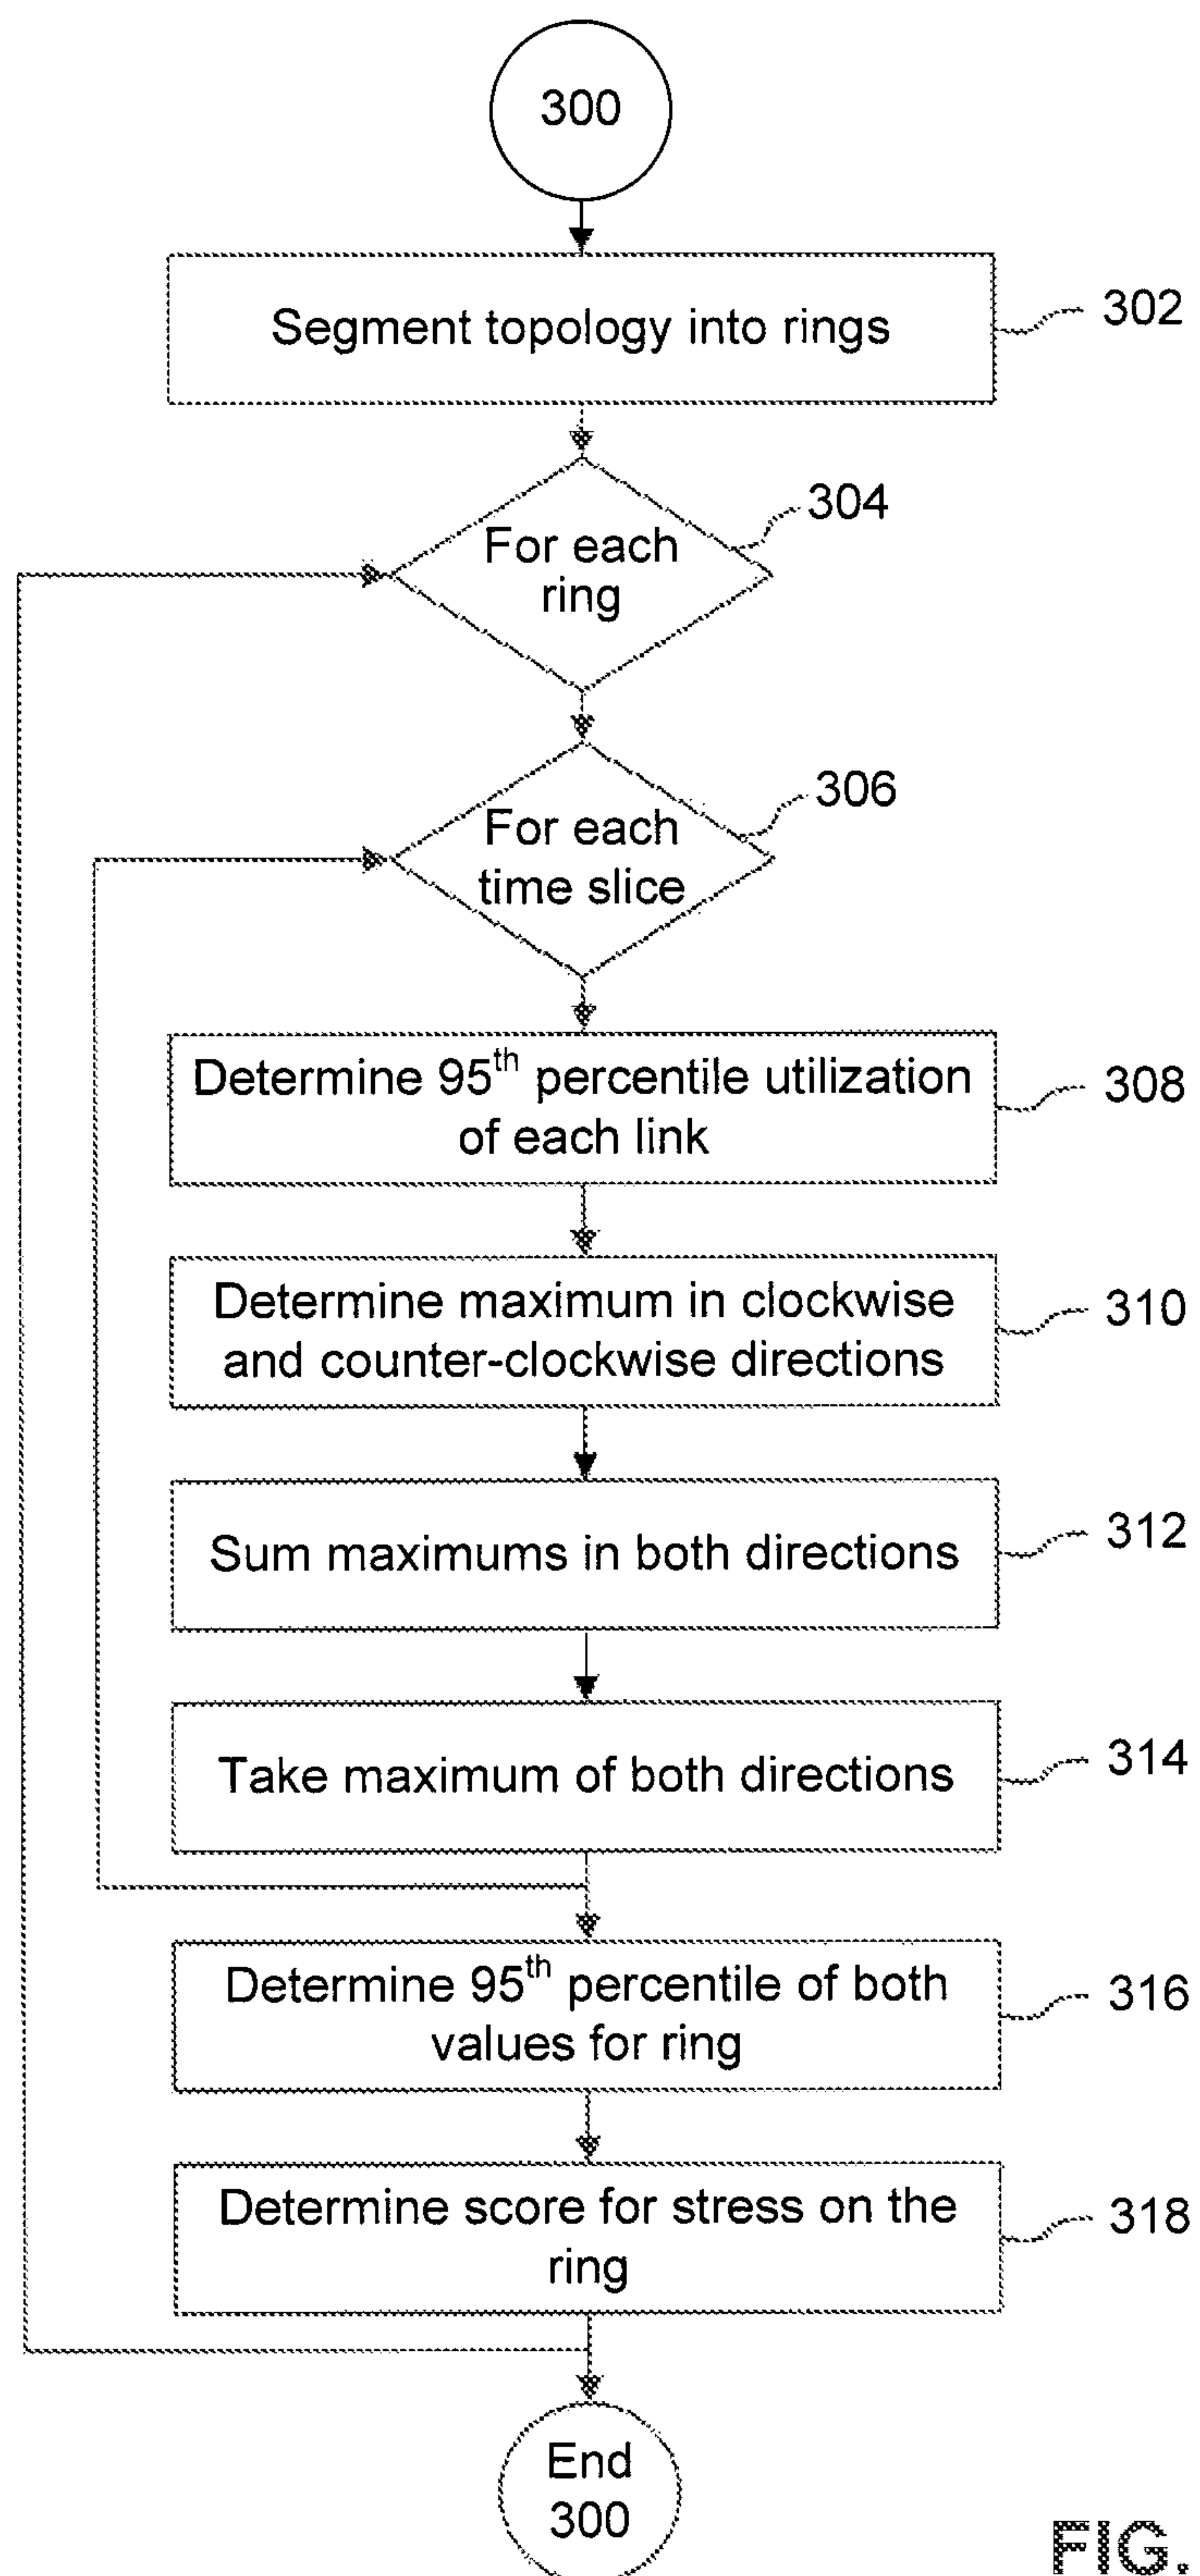 300
Segment topology into rings
302
304
For each
ring
306
For each
time slice
Determine 95th percentile utilization
of each link
308
Determine maximum in clockwise
and counter-clockwise directions
310
Sum maximums in both directions
312
Take maximum of both directions
314
Determine 95th percentile of both
values for ring
316
Determine score for stress on the
ring
318
End
300
FIG.